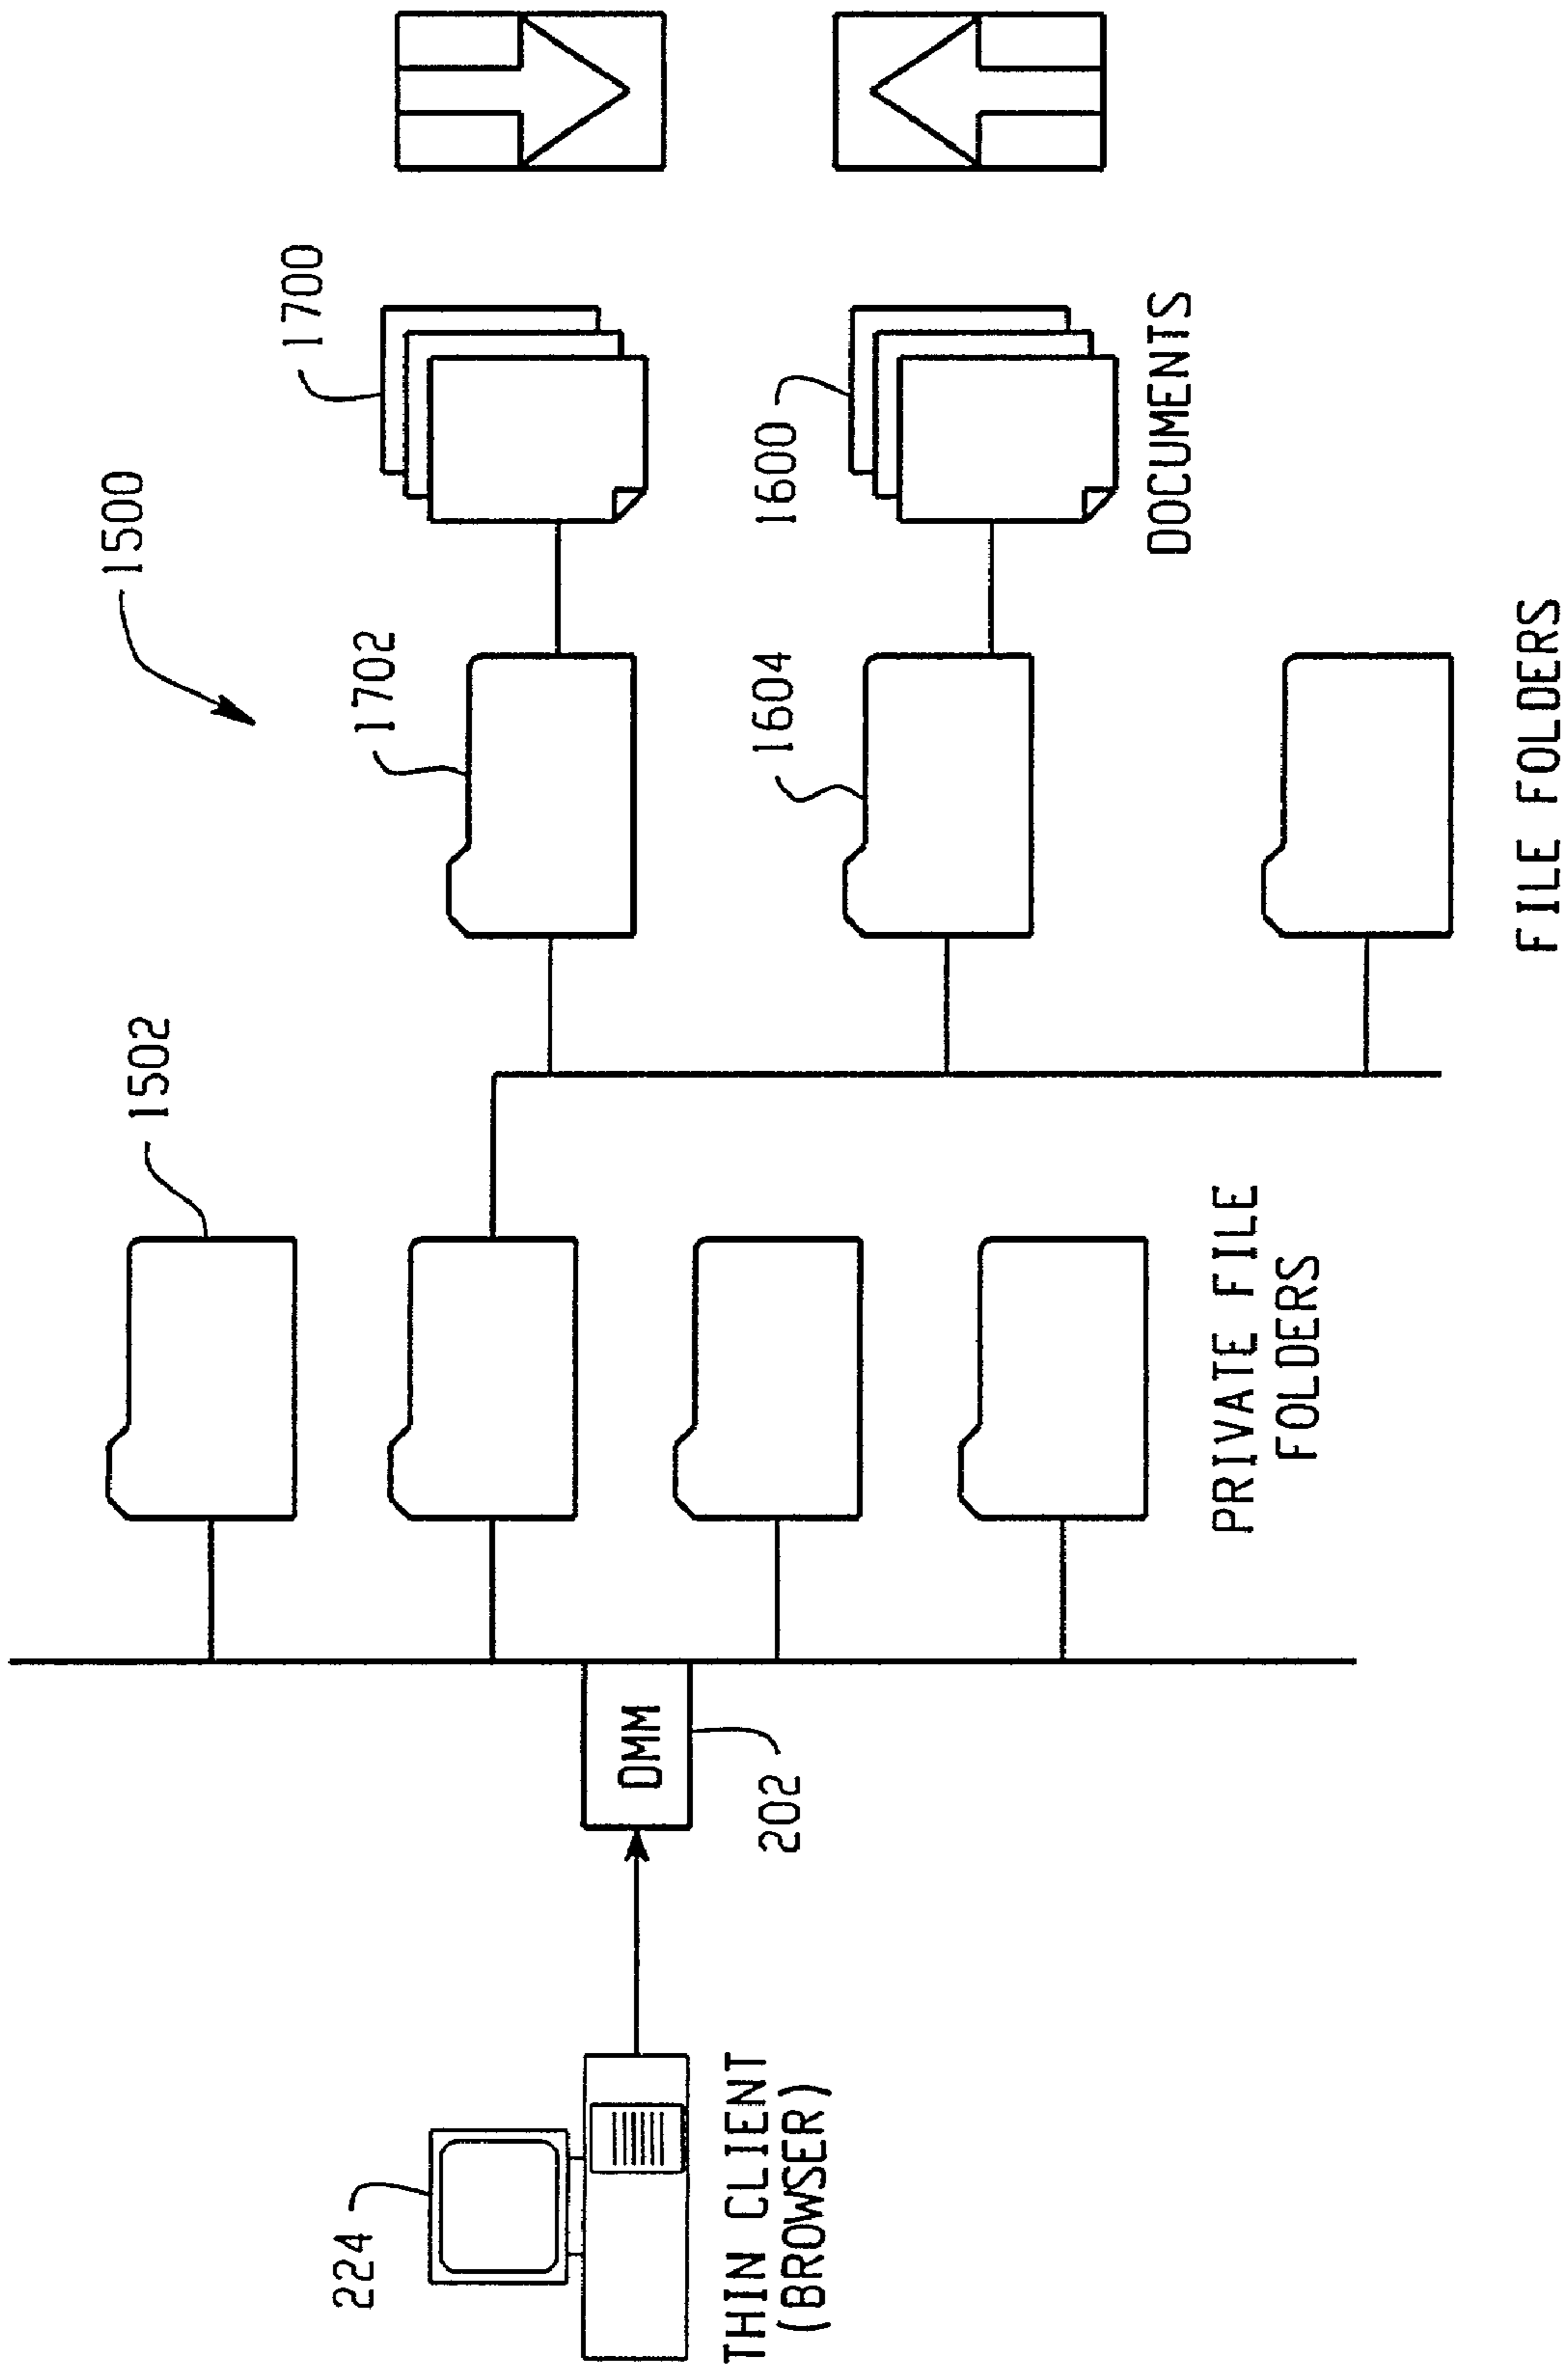 1500
1502
1700
224
1702
DMM
THIN CLIENT
(BROWSER)
202
1604
1600
DOCUMENTS
PRIVATE FILE
FOLDERS
FILE FOLDERS